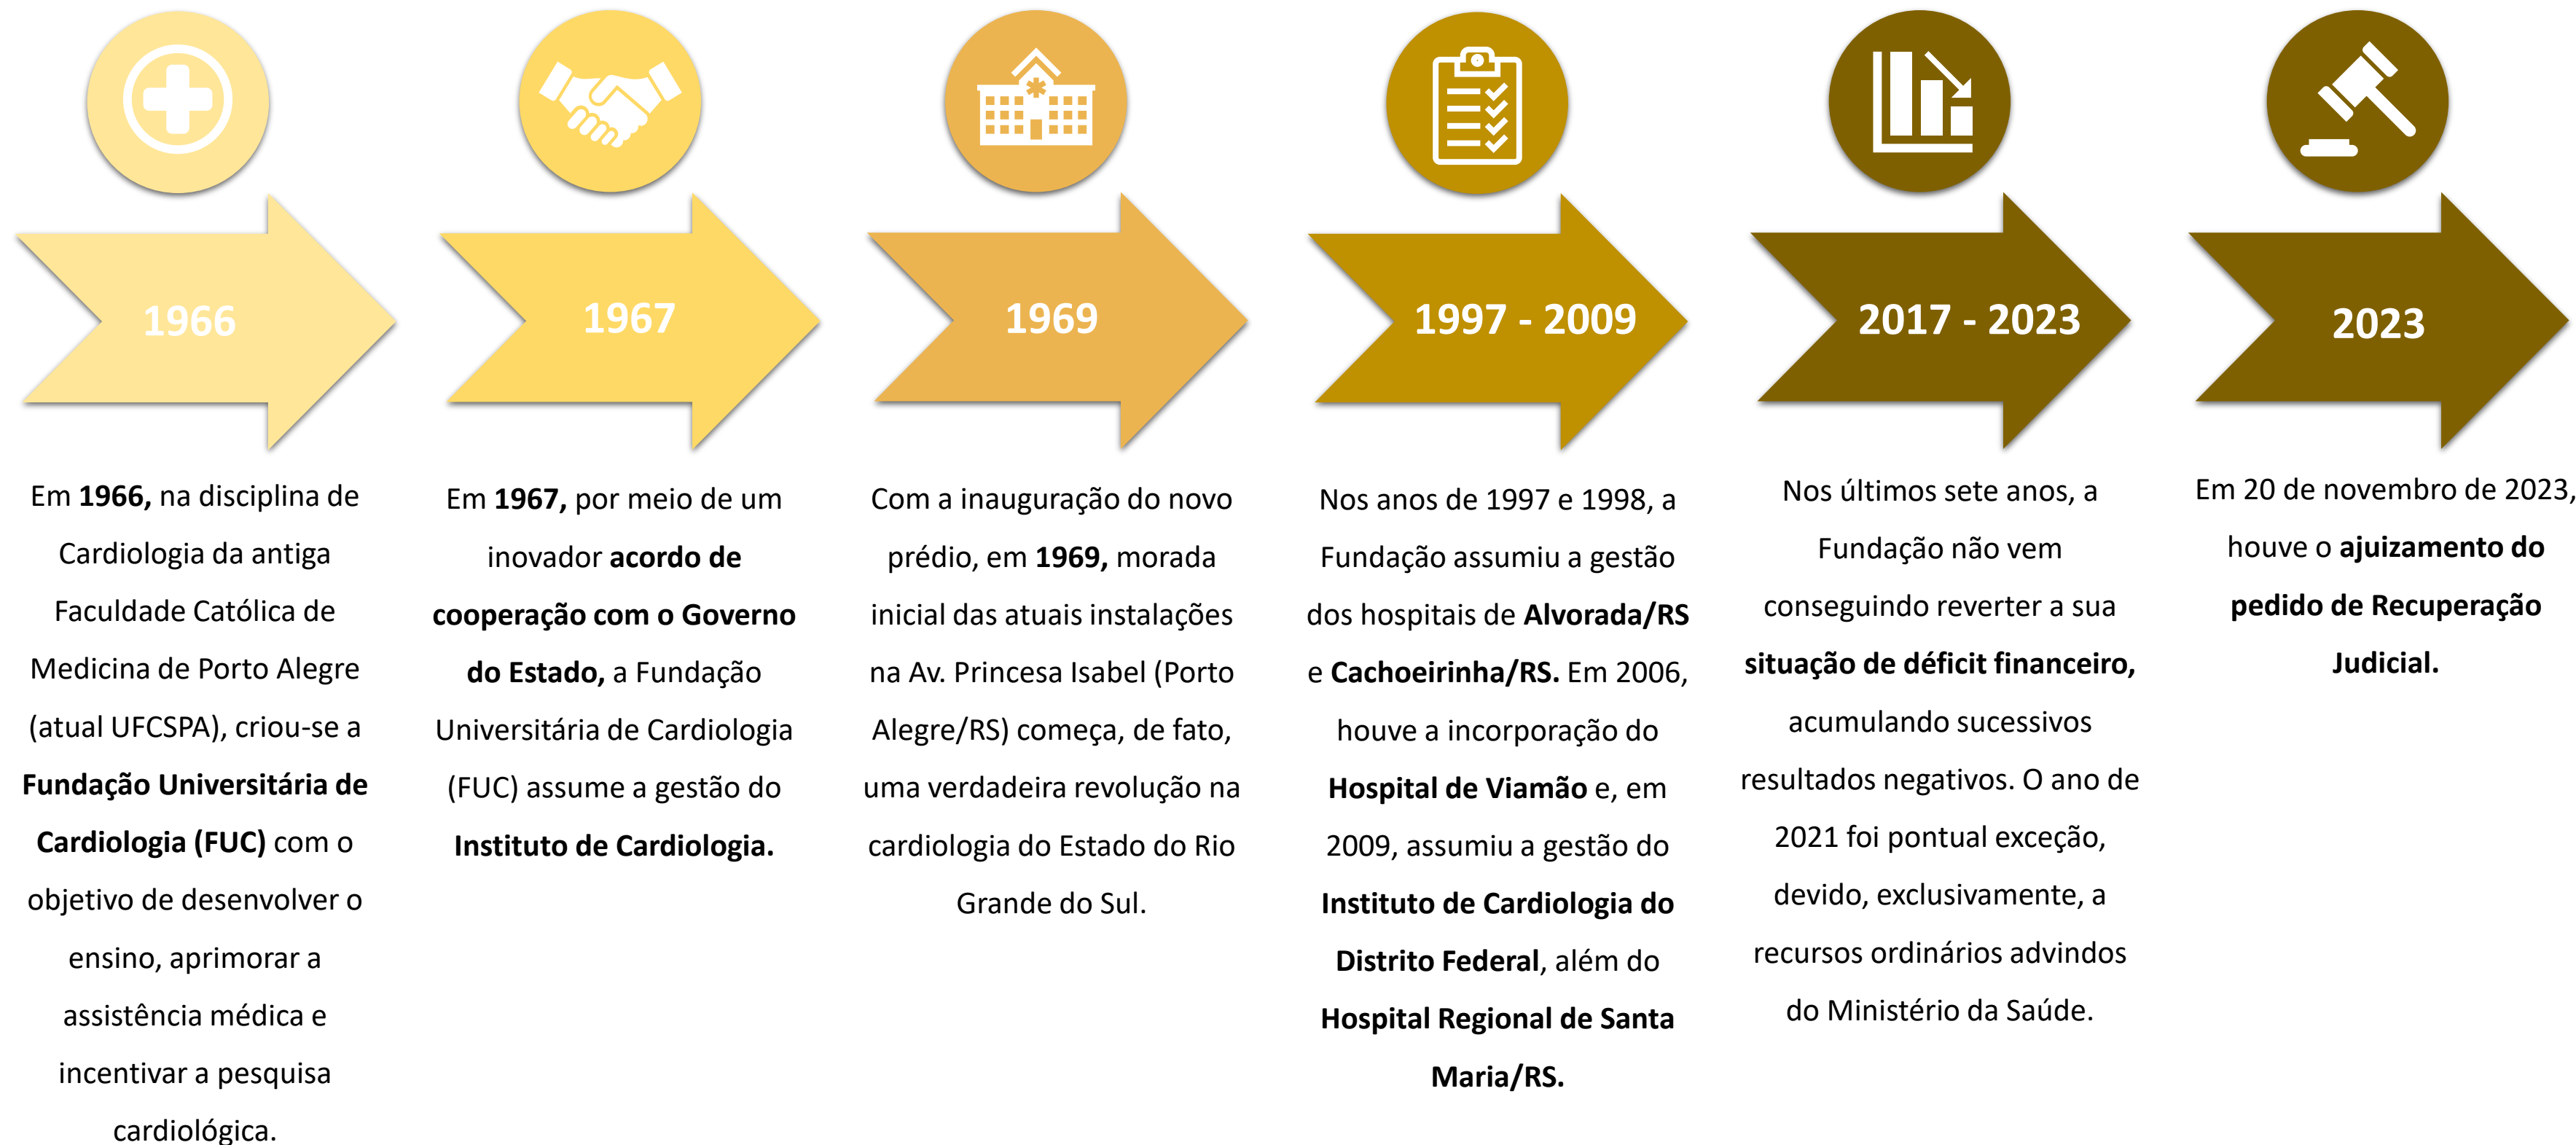 1966
Em 1966, na disciplina de
Cardiologia da antiga
Faculdade Católica de
Medicina de Porto Alegre
(atual UFCSPA), criou-se a
Fundação Universitária de
Cardiologia (FUC) com o
objetivo de desenvolver o
ensino, aprimorar a
assistência médica e
incentivar a pesquisa
cardiológica.
1967
Em 1967, por meio de um
inovador acordo de
cooperação com o Governo
do Estado, a Fundação
Universitária de Cardiologia
(FUC) assume a gestão do
Instituto de Cardiologia.
1969
Com a inauguração do novo
prédio, em 1969, morada
inicial das atuais instalações
na Av. Princesa Isabel (Porto
Alegre/RS) começa, de fato,
uma verdadeira revolução na
cardiologia do Estado do Rio
Grande do Sul.
1997 - 2009
Nos anos de 1997 e 1998, a
Fundação assumiu a gestão
dos hospitais de Alvorada/RS
e Cachoeirinha/RS. Em 2006,
houve a incorporação do
Hospital de Viamão e, em
2009, assumiu a gestão do
Instituto de Cardiologia do
Distrito Federal, além do
Hospital Regional de Santa
Maria/RS.
2017 - 2023
Nos últimos sete anos, a
Fundação não vem
conseguindo reverter a sua
situação de déficit financeiro,
acumulando sucessivos
resultados negativos. O ano de
2021 foi pontual exceção,
devido, exclusivamente, a
recursos ordinários advindos
do Ministério da Saúde.
2023
Em 20 de novembro de 2023,
houve o ajuizamento do
pedido de Recuperação
Judicial.